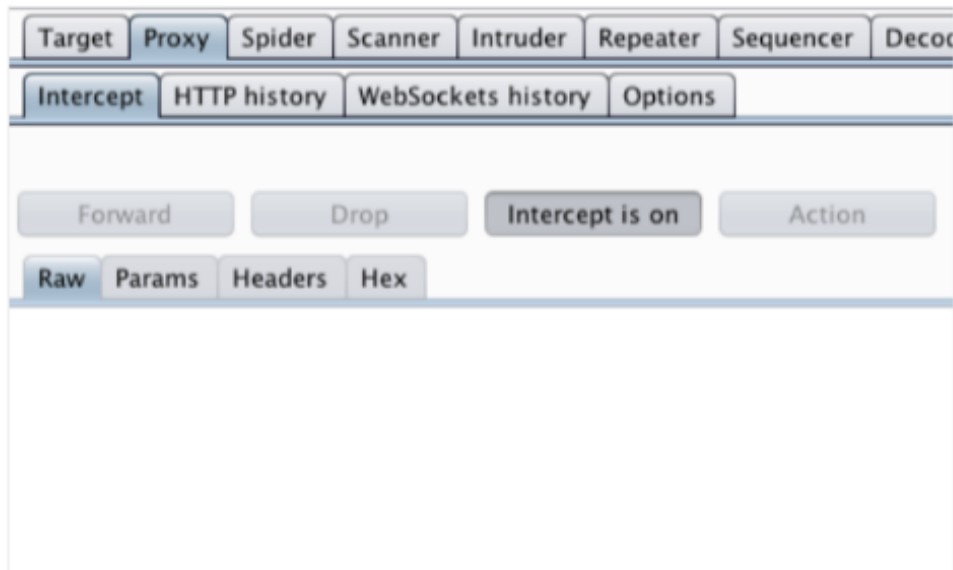 Target Proxy Spider Scanner Intruder Repeater Sequencer Decod
Intercept HTTP history WebSockets history Options
Forward Drop Intercept is on Action
Raw Params Headers Hex